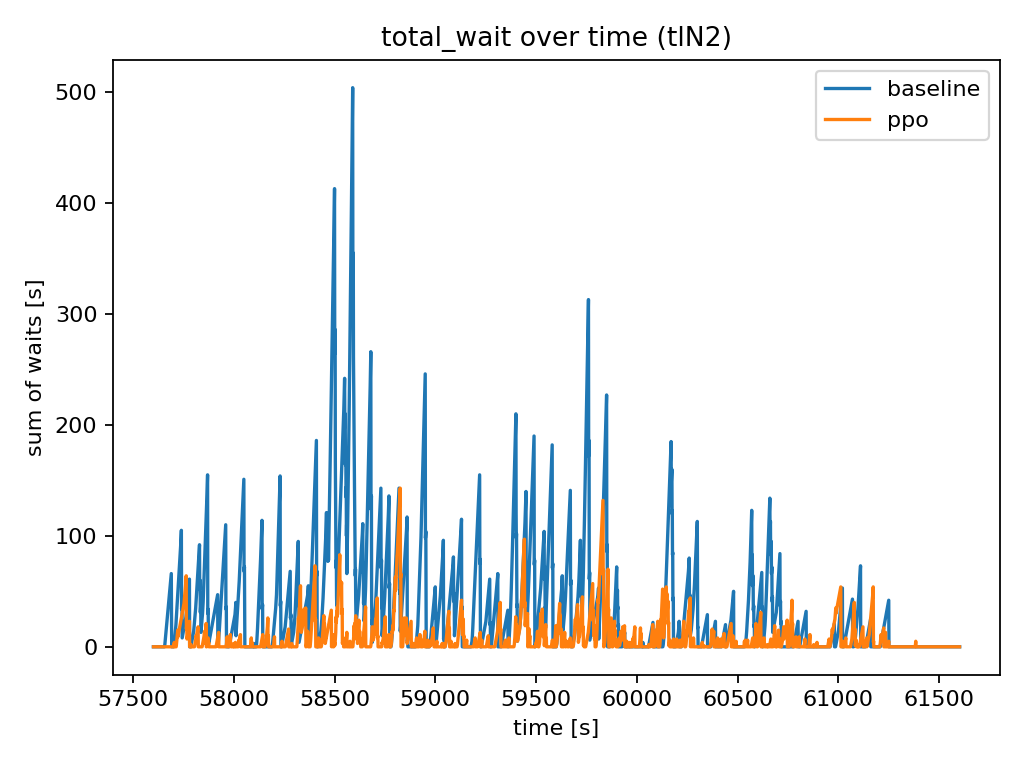 total_wait over time (tlN2)
baseline
ppo
sum of waits [s]
500
400
300
200
100
0
57500 58000 58500 59000 59500 60000 60500 61000 61500
time [s]